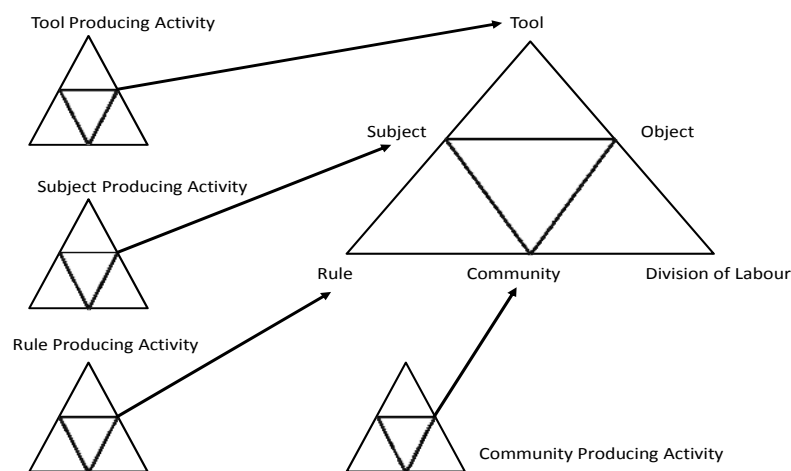 Tool Producing Activity
Tool
Subject
Object
Subject Producing Activity
Rule
Community
Division of Labour
Rule Producing Activity
Community Producing Activity